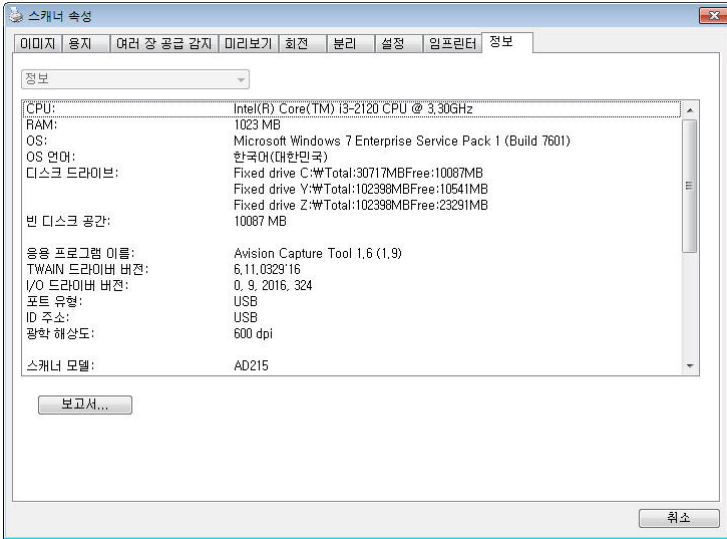 스캐너 속성
이미지 용지 여러 장 공급 감지 미리보기 회전 분리 설정 임프린터 정보
정보
CPU: Intel(R) Core(TM) i3-2120 CPU @ 3.30GHz
RAM: 1023 MB
OS: Microsoft Windows 7 Enterprise Service Pack 1 (Build 7601)
OS 언어: 한국어(대한민국)
디스크 드라이브: Fixed drive C:₩Total:30717MBFree:10087MB
Fixed drive Y:₩Total:102398MBFree:10541MB
Fixed drive Z:₩Total:102398MBFree:23291MB
빈 디스크 공간: 10087 MB
응용 프로그램 이름: Avision Capture Tool 1.6 (1.9)
TWAIN 드라이버 버전: 6.11.0329'16
I/O 드라이버 버전: 0, 9, 2016, 324
포트 유형: USB
ID 주소: USB
광학 해상도: 600 dpi
스캐너 모델: AD215
보고서...
취소